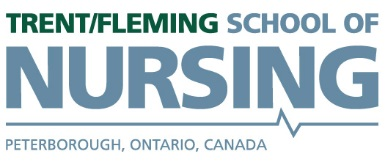 TRENT/FLEMING SCHOOL OF
NURSING
PETERBOROUGH, ONTARIO, CANADA